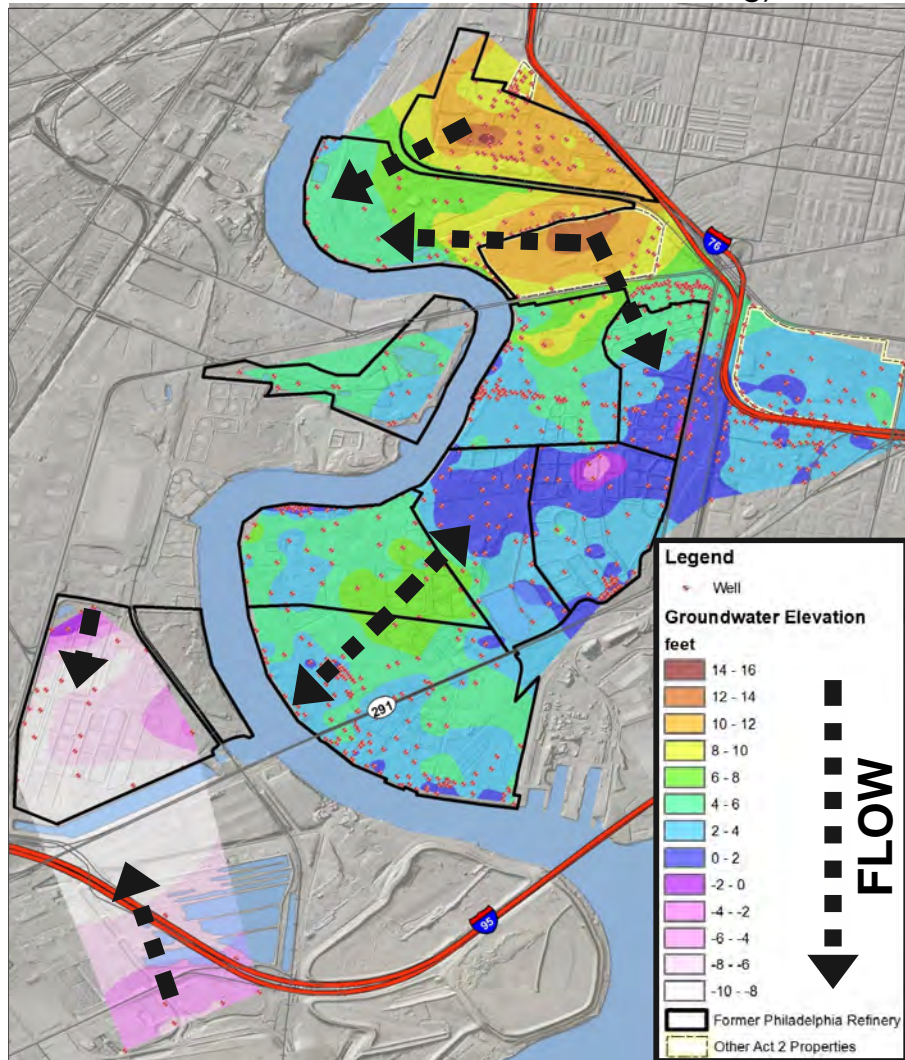 76
291
95
Legend
Well
Groundwater Elevation
feet
14 - 16
12 - 14
10 - 12
8 - 10
6 - 8
4 - 6
2 - 4
0 - 2
-2 - 0
-4 - -2
-6 - -4
-8 - -6
-10 - -8
Former Philadelphia Refinery
Other Act 2 Properties
FLOW